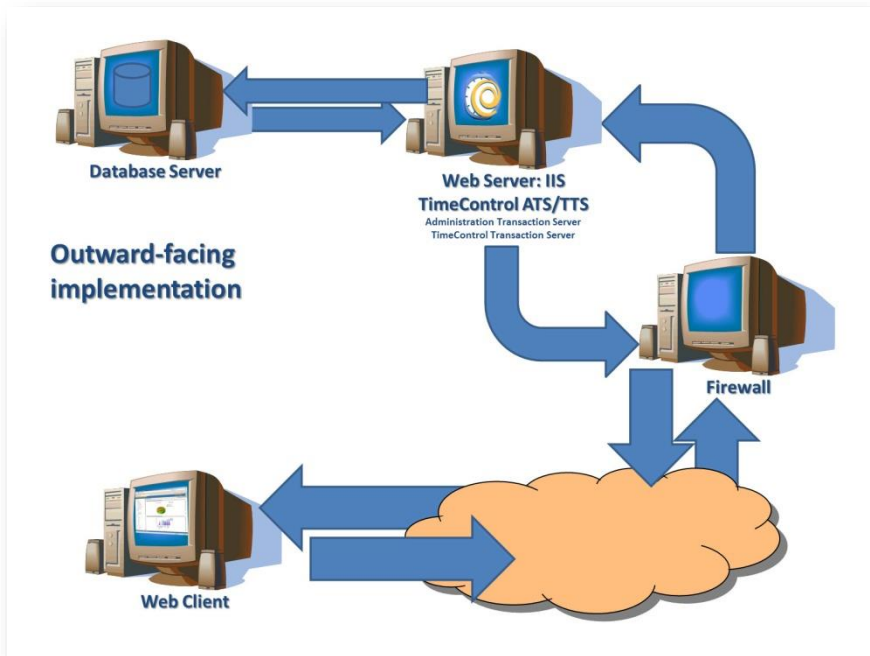 Database Server
Web Server: IIS
TimeControl ATS/TTS
Administration Transaction Server
TimeControl Transaction Server
Outward-facing
implementation
Firewall
Web Client